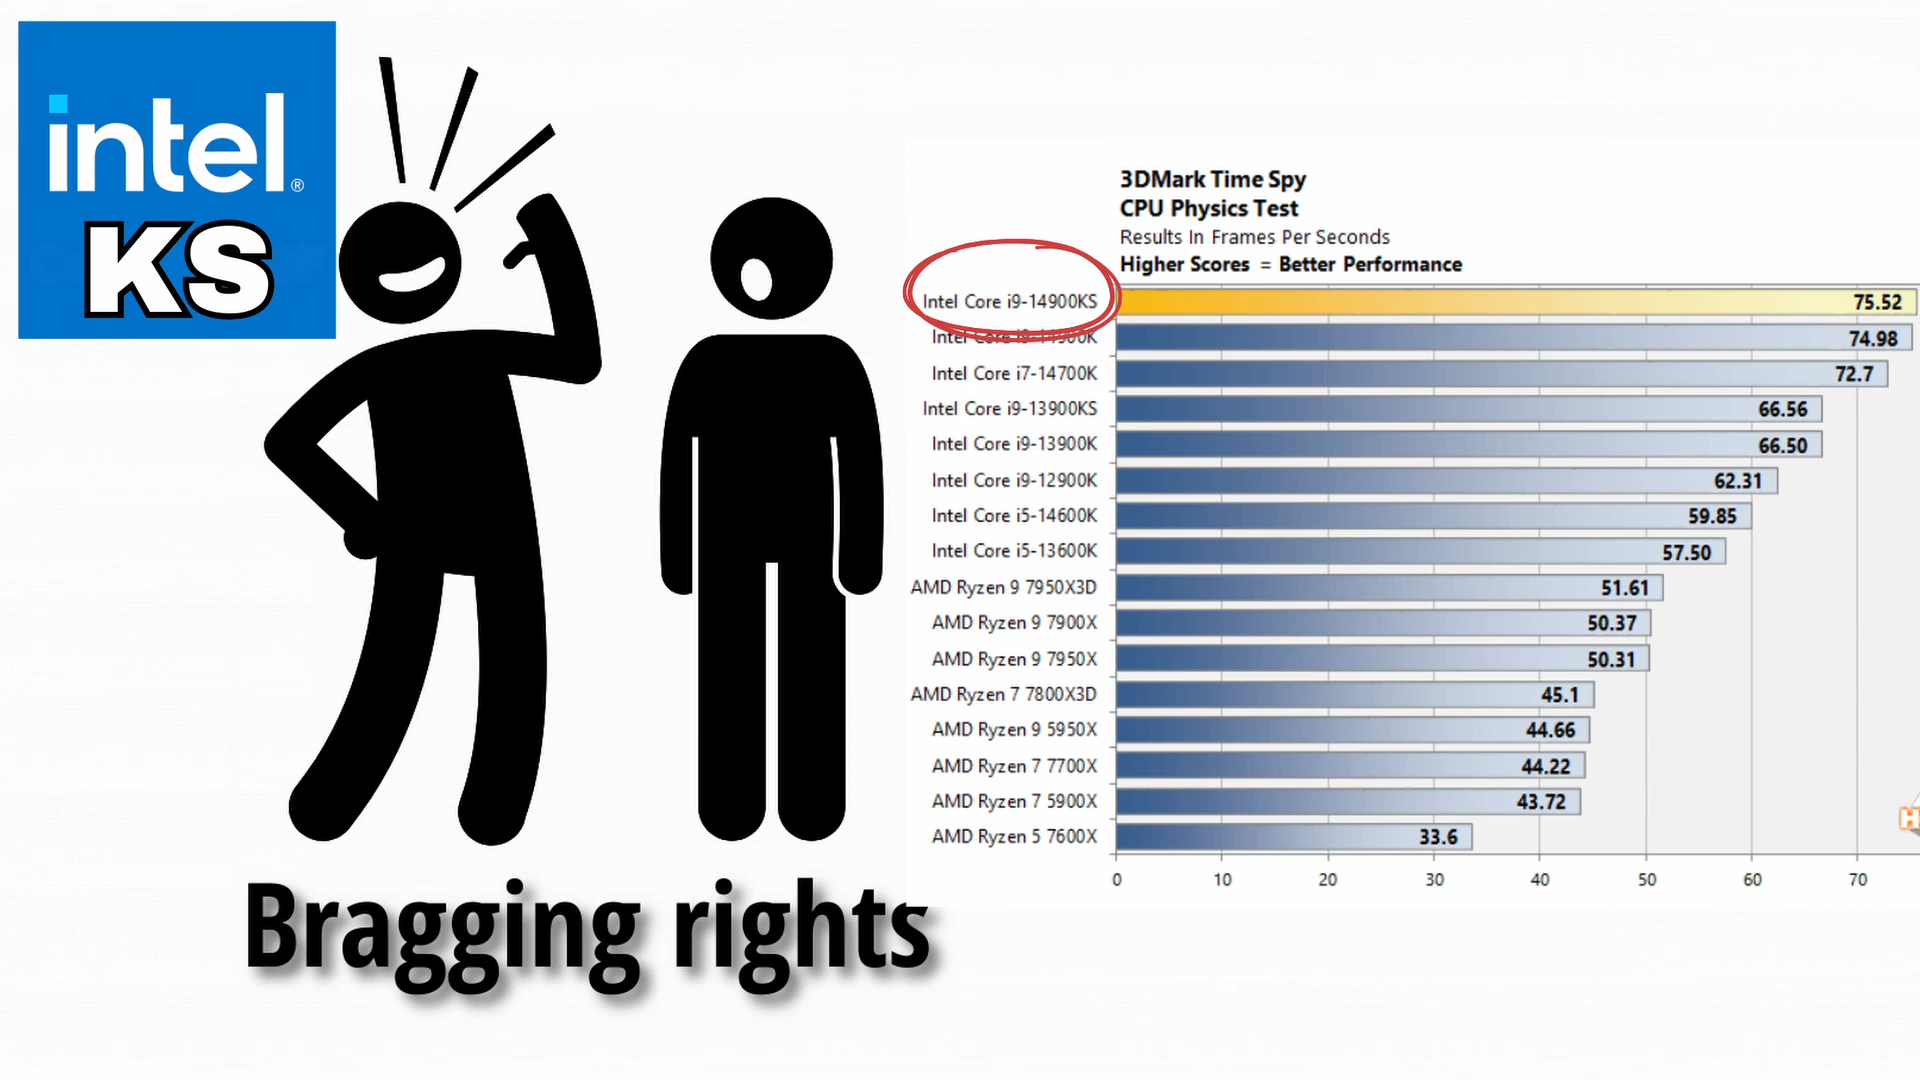 intel®
KS
3DMark Time Spy
CPU Physics Test
Results In Frames Per Seconds
Higher Scores = Better Performance
Intel Core i9-14900KS 75.52
Intel Core i9-14900K 74.98
Intel Core i7-14700K 72.7
Intel Core i9-13900KS 66.56
Intel Core i9-13900K 66.50
Intel Core i9-12900K 62.31
Intel Core i5-14600K 59.85
Intel Core i5-13600K 57.50
AMD Ryzen 9 7950X3D 51.61
AMD Ryzen 9 7900X 50.37
AMD Ryzen 9 7950X 50.31
AMD Ryzen 7 7800X3D 45.1
AMD Ryzen 9 5950X 44.66
AMD Ryzen 7 7700X 44.22
AMD Ryzen 7 5900X 43.72
AMD Ryzen 5 7600X 33.6
H
0 10 20 30 40 50 60 70
Bragging rights